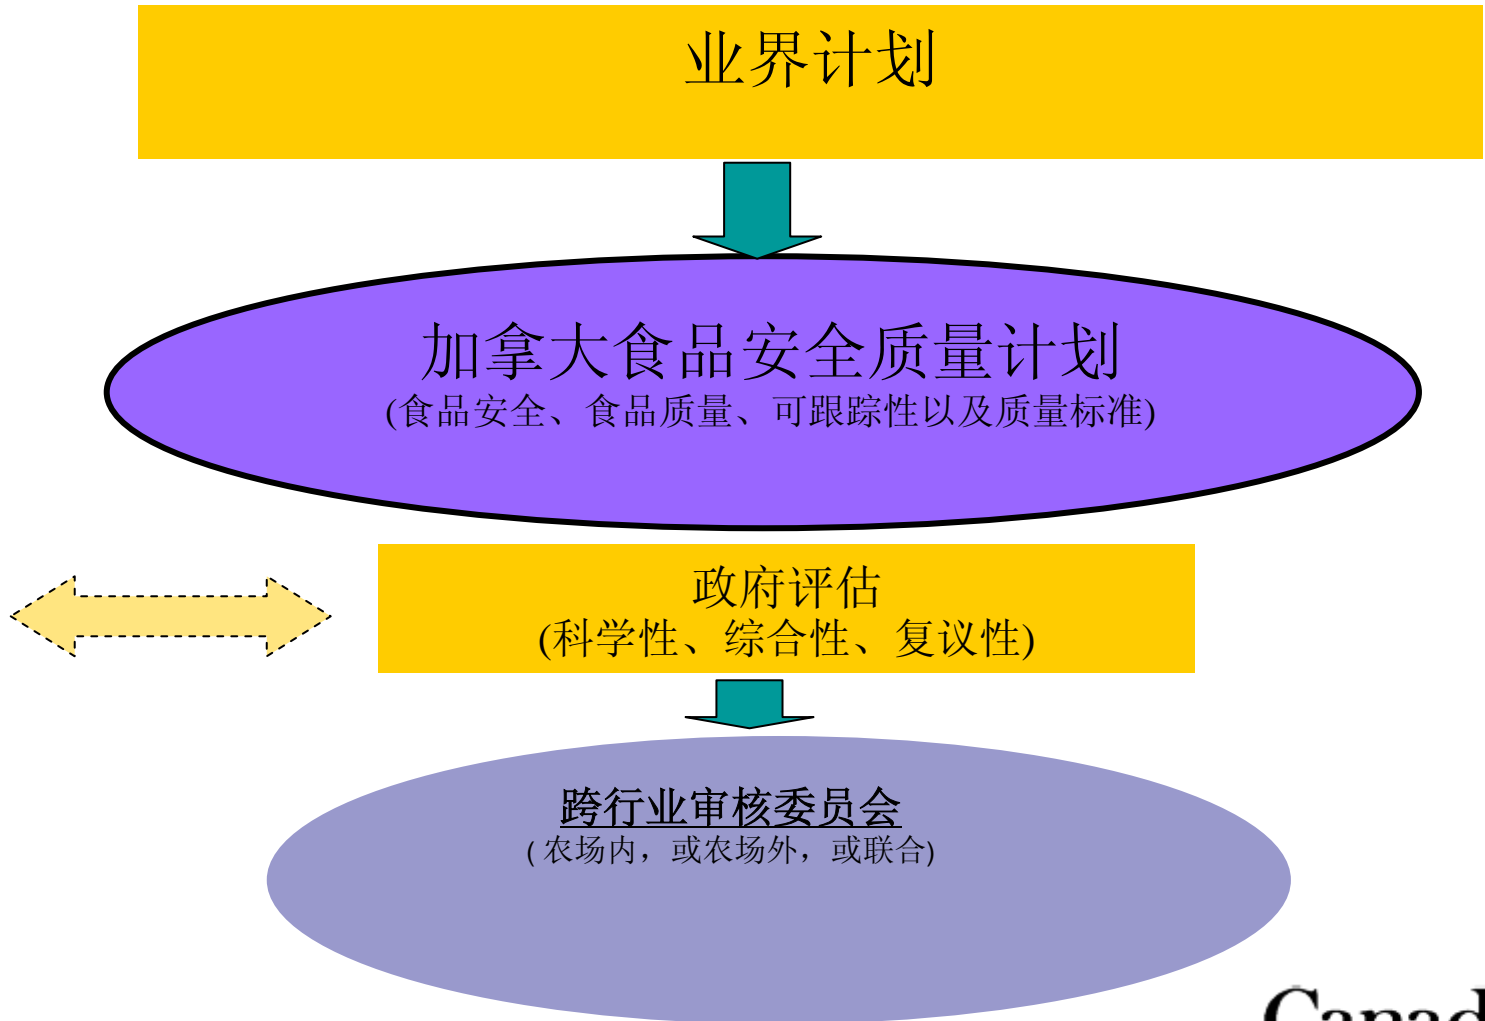 业界计划
加拿大食品安全质量计划
(食品安全、食品质量、可跟踪性以及质量标准)
政府评估
(科学性、综合性、复议性)
跨行业审核委员会
( 农场内，或农场外，或联合)
Canad